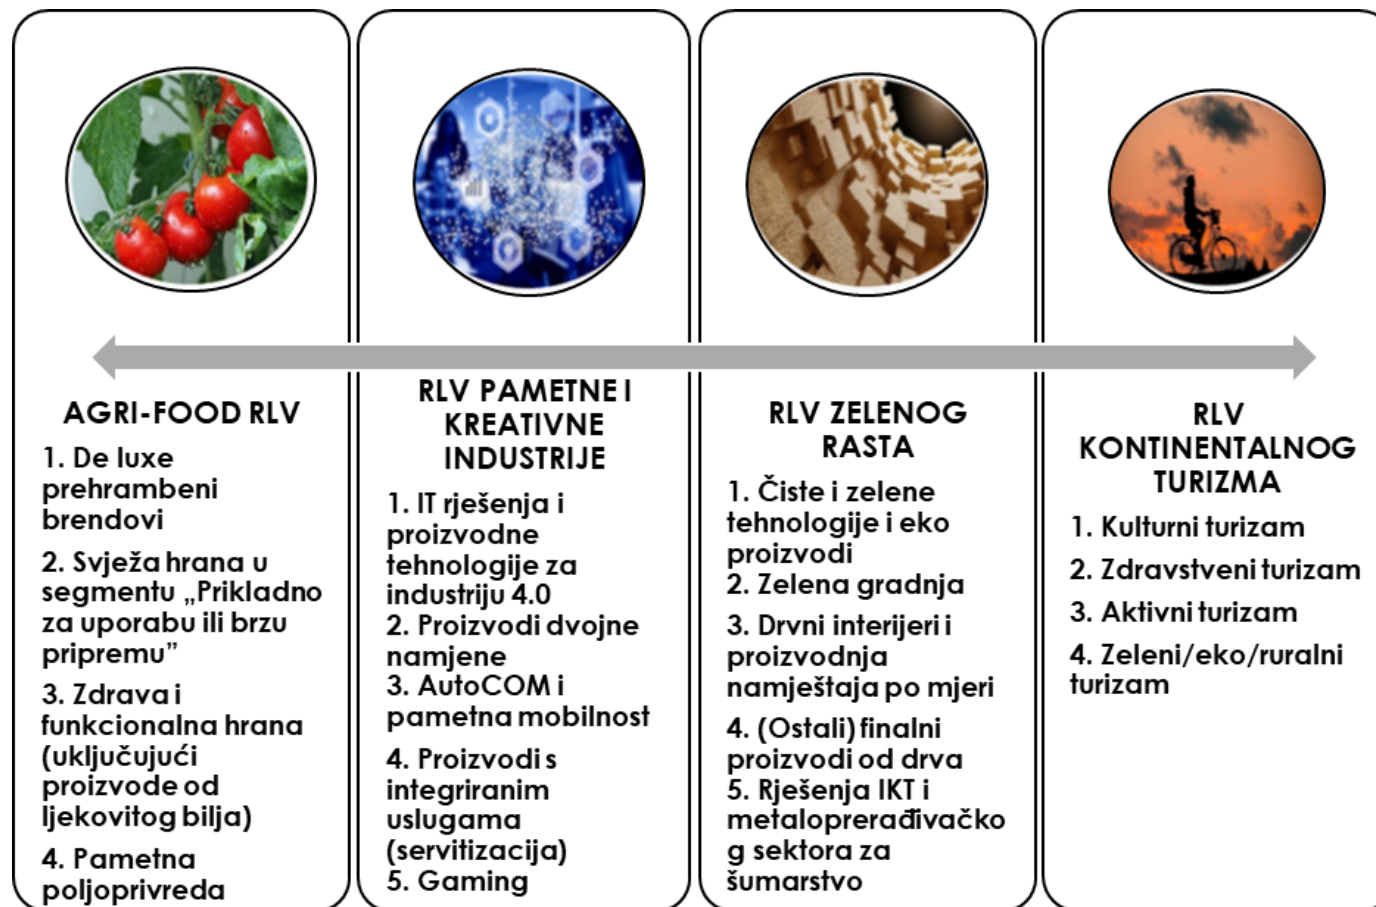 AGRI-FOOD RLV
1. De luxe
prehrambeni
brendovi
2. Svježa hrana u
segmentu „Prikladno
za uporabu ili brzu
pripremu”
3. Zdrava i
funkcionalna hrana
(uključujući
proizvode od
ljekovitog bilja)
4. Pametna
poljoprivreda
RLV PAMETNE I
KREATIVNE
INDUSTRIJE
1. IT rješenja i
proizvodne
tehnologije za
industriju 4.0
2. Proizvodi dvojne
namjene
3. AutoCOM i
pametna mobilnost
4. Proizvodi s
integriranim
uslugama
(servitizacija)
5. Gaming
RLV ZELENOG
RASTA
1. Čiste i zelene
tehnologije i eko
proizvodi
2. Zelena gradnja
3. Drvni interijeri i
proizvodnja
namještaja po mjeri
4. (Ostali) finalni
proizvodi od drva
5. Rješenja IKT i
metaloprerađivačko
g sektora za
šumarstvo
RLV
KONTINENTALNOG
TURIZMA
1. Kulturni turizam
2. Zdravstveni turizam
3. Aktivni turizam
4. Zeleni/eko/ruralni
turizam